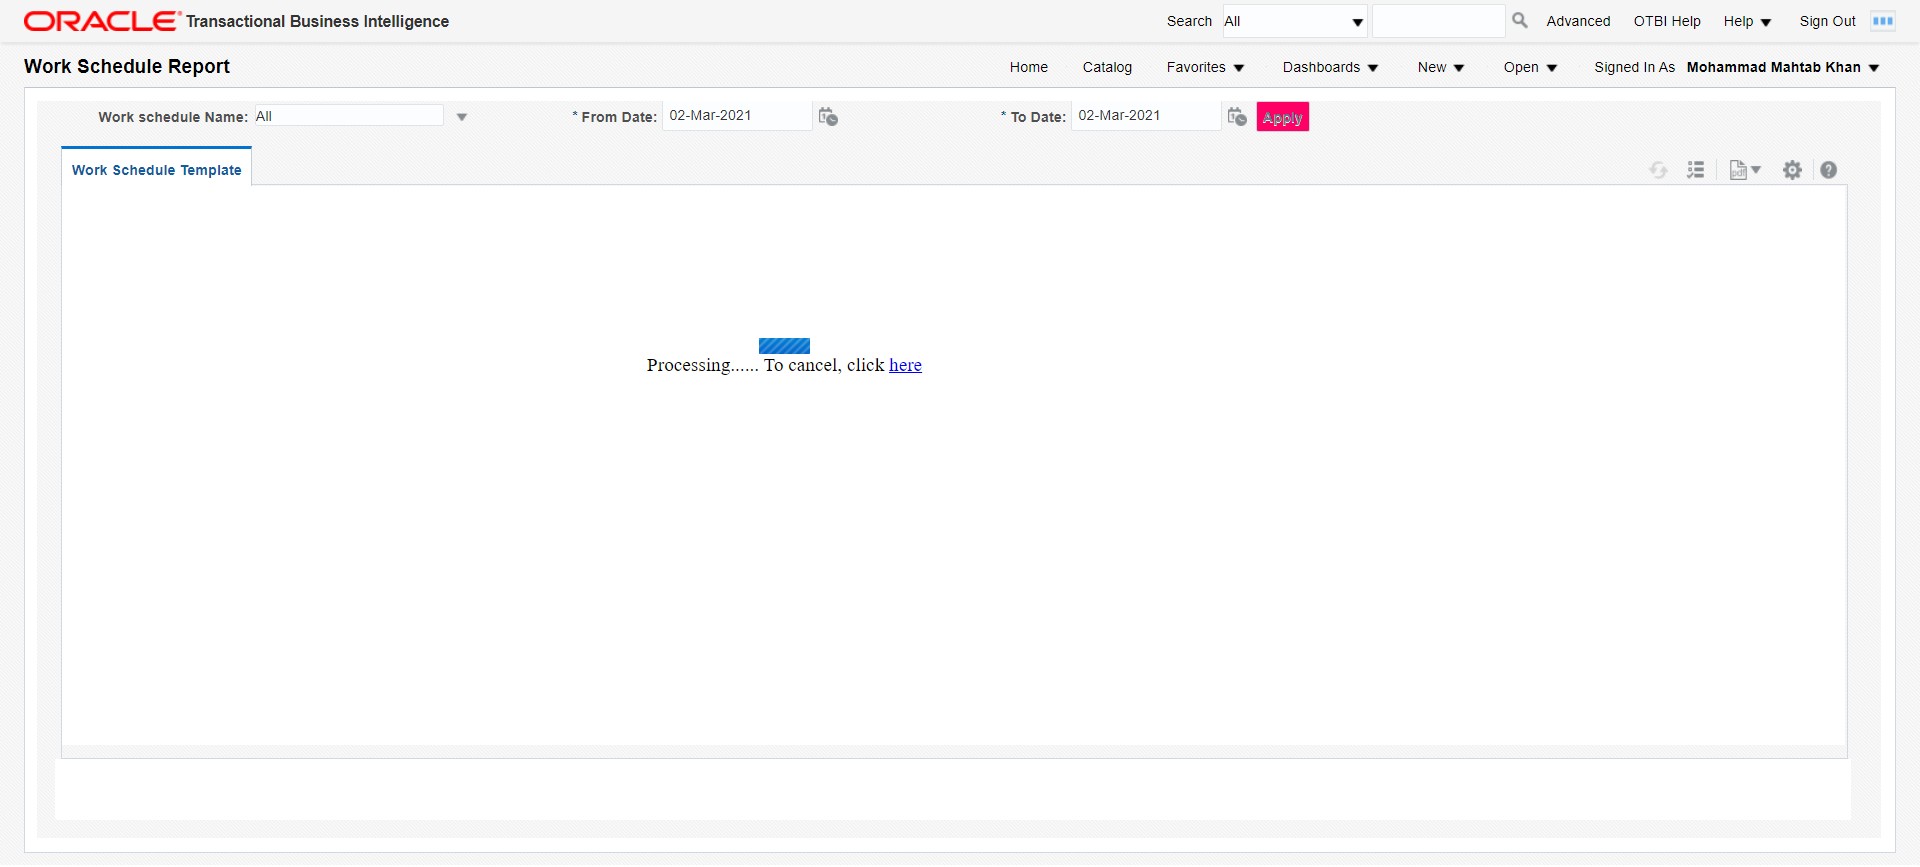 ORACLE Transactional Business Intelligence Search All Advanced OTBI Help Help Sign Out
Work Schedule Report Home Catalog Favorites Dashboards New Open Signed In As Mohammad Mahtab Khan
Work schedule Name: All * From Date: 02-Mar-2021 * To Date: 02-Mar-2021 Apply
Work Schedule Template pdf ?
Processing...... To cancel, click here